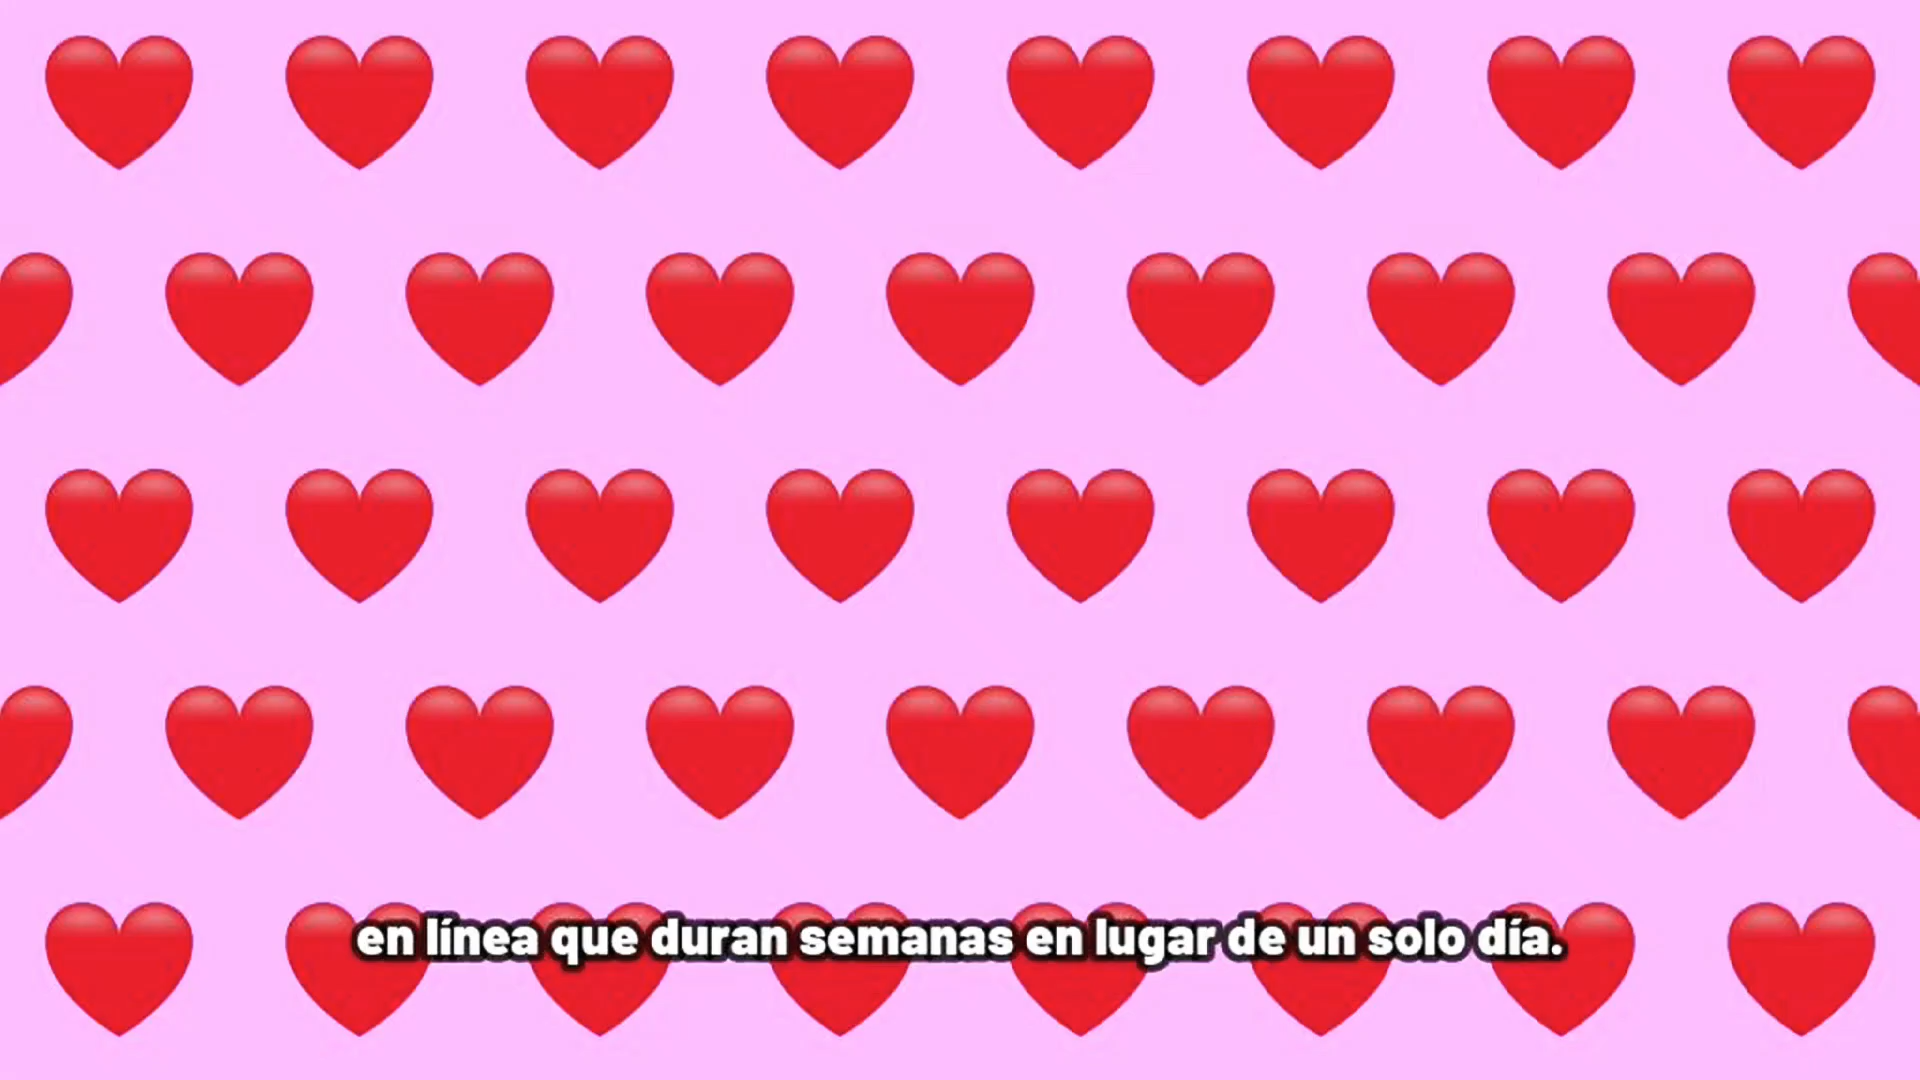 en línea que duran semanas en lugar de un solo día.